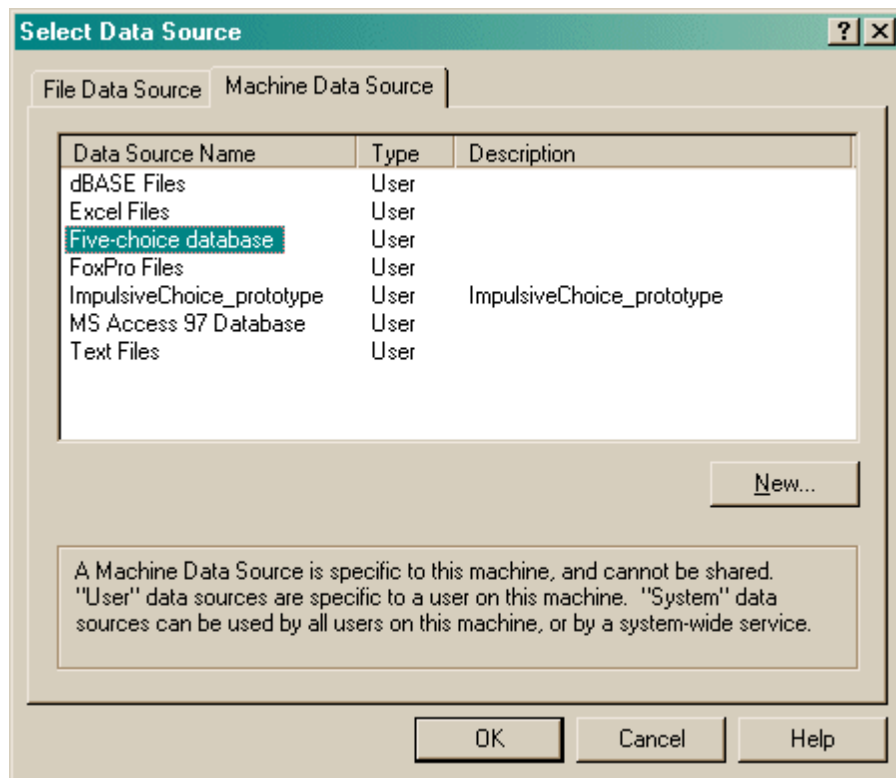 Select Data Source
File Data Source Machine Data Source
Data Source Name Type Description
dBASE Files User
Excel Files User
Five-choice database User
FoxPro Files User
ImpulsiveChoice_prototype User ImpulsiveChoice_prototype
MS Access 97 Database User
Text Files User
New...
A Machine Data Source is specific to this machine, and cannot be shared.
"User" data sources are specific to a user on this machine. "System" data
sources can be used by all users on this machine, or by a system-wide service.
OK Cancel Help